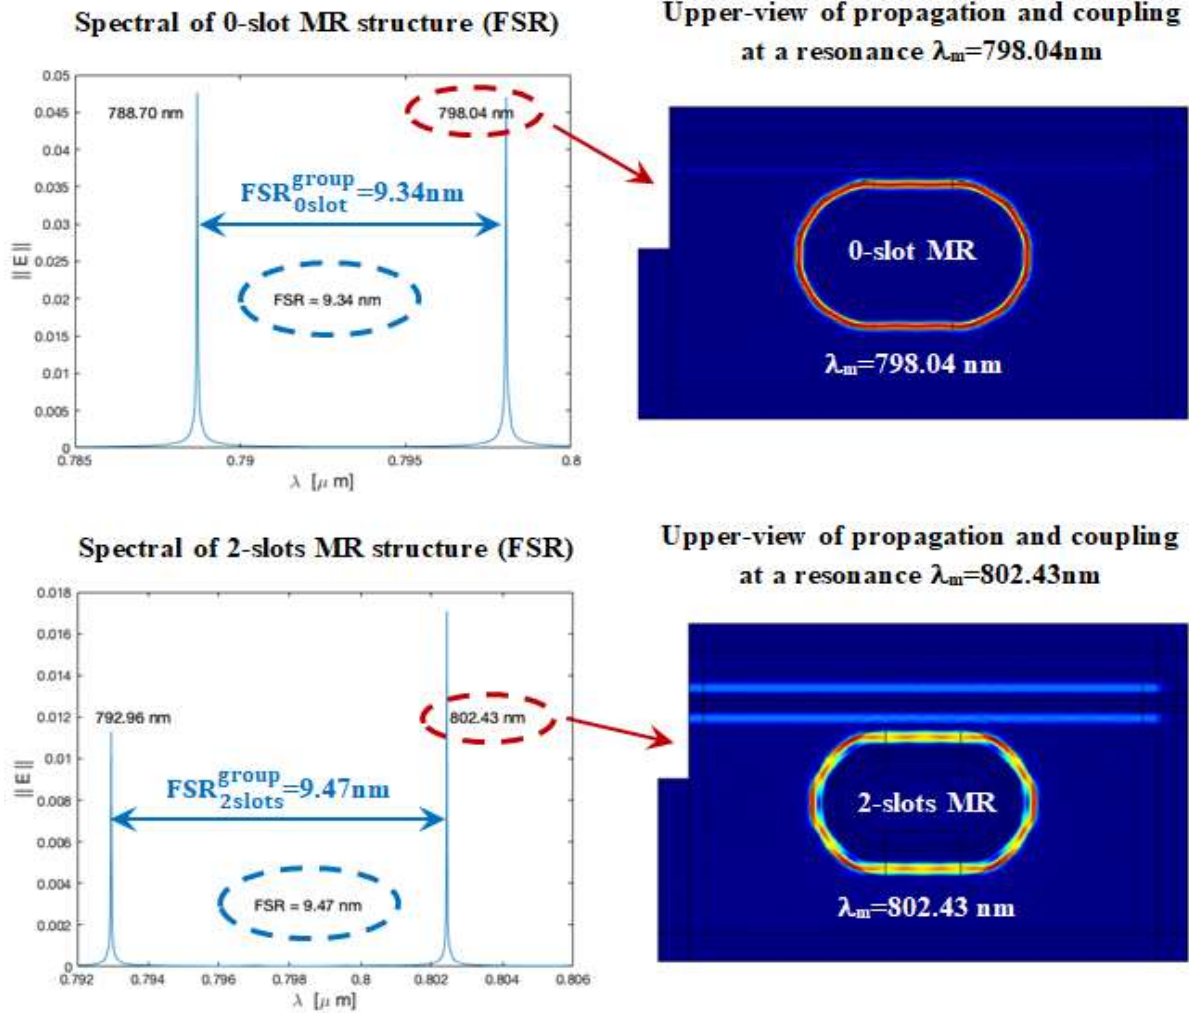 Spectral of 0-slot MR structure (FSR)
Upper-view of propagation and coupling
at a resonance λm=798.04nm
0.05
0.045
0.04
0.035
0.03
0.025
0.02
0.015
0.01
0.005
0
|| E ||
788.70 nm
798.04 nm
FSR group 0slot =9.34nm
FSR = 9.34 nm
0.785
0.79
0.795
0.8
λ [μ m]
0-slot MR
λm=798.04 nm
Spectral of 2-slots MR structure (FSR)
Upper-view of propagation and coupling
at a resonance λm=802.43nm
0.018
0.016
0.014
0.012
0.01
0.008
0.006
0.004
0.002
0
|| E ||
792.96 nm
802.43 nm
FSR group 2slots =9.47nm
FSR = 9.47 nm
0.792
0.794
0.796
0.798
0.8
0.802
0.804
0.806
λ [μ m]
2-slots MR
λm=802.43 nm